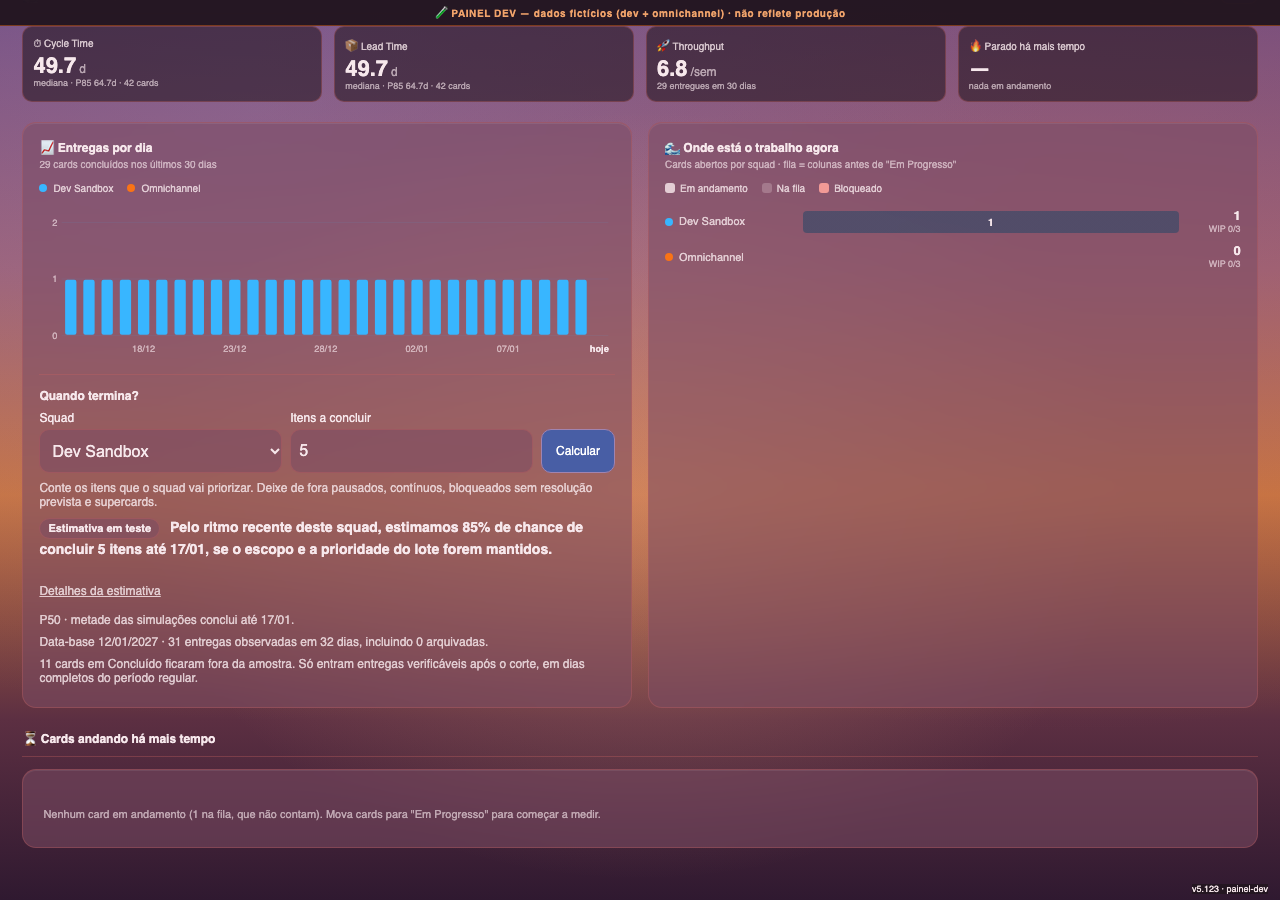 🧪 PAINEL DEV — dados fictícios (dev + omnichannel) · não reflete produção
⏱ Cycle Time
49.7 d
mediana · P85 64.7d · 42 cards
📦 Lead Time
49.7 d
mediana · P85 64.7d · 42 cards
🚀 Throughput
6.8 /sem
29 entregues em 30 dias
🔥 Parado há mais tempo
—
nada em andamento
📈 Entregas por dia
29 cards concluídos nos últimos 30 dias
Dev Sandbox Omnichannel
2
1
0
18/12 23/12 28/12 02/01 07/01 hoje
Quando termina?
Squad
Dev Sandbox
Itens a concluir
5
Calcular
Conte os itens que o squad vai priorizar. Deixe de fora pausados, contínuos, bloqueados sem resolução
prevista e supercards.
Estimativa em teste Pelo ritmo recente deste squad, estimamos 85% de chance de
concluir 5 itens até 17/01, se o escopo e a prioridade do lote forem mantidos.
Detalhes da estimativa
P50 · metade das simulações conclui até 17/01.
Data-base 12/01/2027 · 31 entregas observadas em 32 dias, incluindo 0 arquivadas.
11 cards em Concluído ficaram fora da amostra. Só entram entregas verificáveis após o corte, em dias
completos do período regular.
🌊 Onde está o trabalho agora
Cards abertos por squad · fila = colunas antes de "Em Progresso"
Em andamento Na fila Bloqueado
Dev Sandbox 1 1
WIP 0/3
Omnichannel 0
WIP 0/3
⏳ Cards andando há mais tempo
Nenhum card em andamento (1 na fila, que não contam). Mova cards para "Em Progresso" para começar a medir.
v5.123 · painel-dev